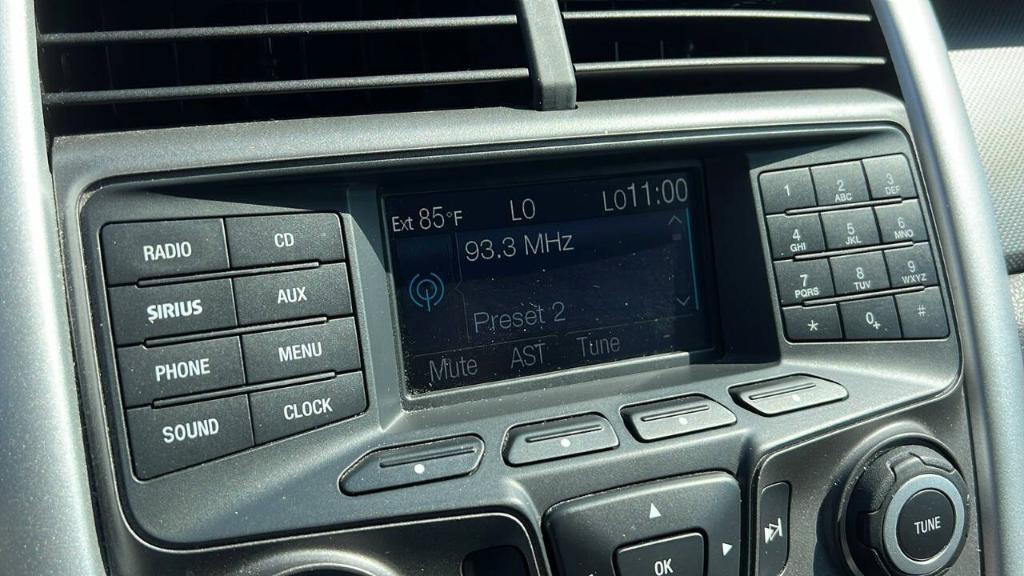 Ext 85°F LO LO 11:00
93.3 MHz
Preset 2
Mute AST Tune
RADIO CD
SIRIUS AUX
PHONE MENU
SOUND CLOCK
1 2 ABC 3 DEF
4 GHI 5 JKL 6 MNO
7 PQRS 8 TUV 9 WXYZ
* 0+ #
OK
TUNE